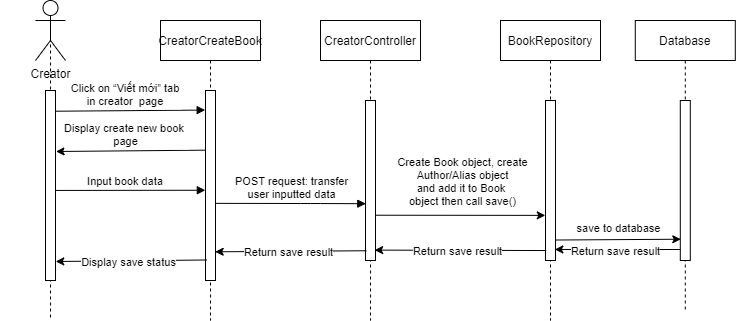 CreatorCreateBook
CreatorController
BookRepository
Database
Creator
Click on “Viết mới” tab
in creator page
Display create new book
page
Input book data
POST request: transfer
user inputted data
Create Book object, create
Author/Alias object
and add it to Book
object then call save()
save to database
Return save result
Return save result
Return save result
Display save status